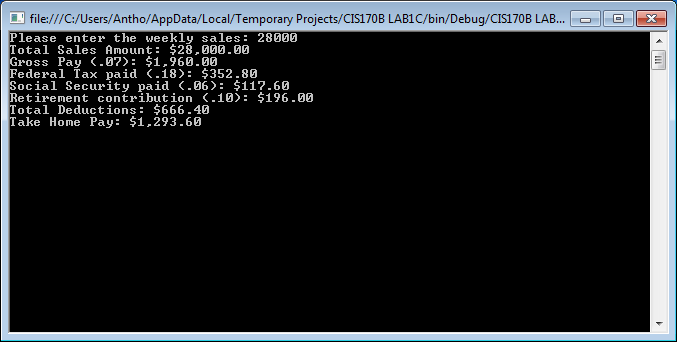 file:///C:/Users/Antho/AppData/Local/Temporary Projects/CIS170B LAB1C/bin/Debug/CIS170B LAB...
Please enter the weekly sales: 28000
Total Sales Amount: $28,000.00
Gross Pay (.07): $1,960.00
Federal Tax paid (.18): $352.80
Social Security paid (.06): $117.60
Retirement contribution (.10): $196.00
Total Deductions: $666.40
Take Home Pay: $1,293.60